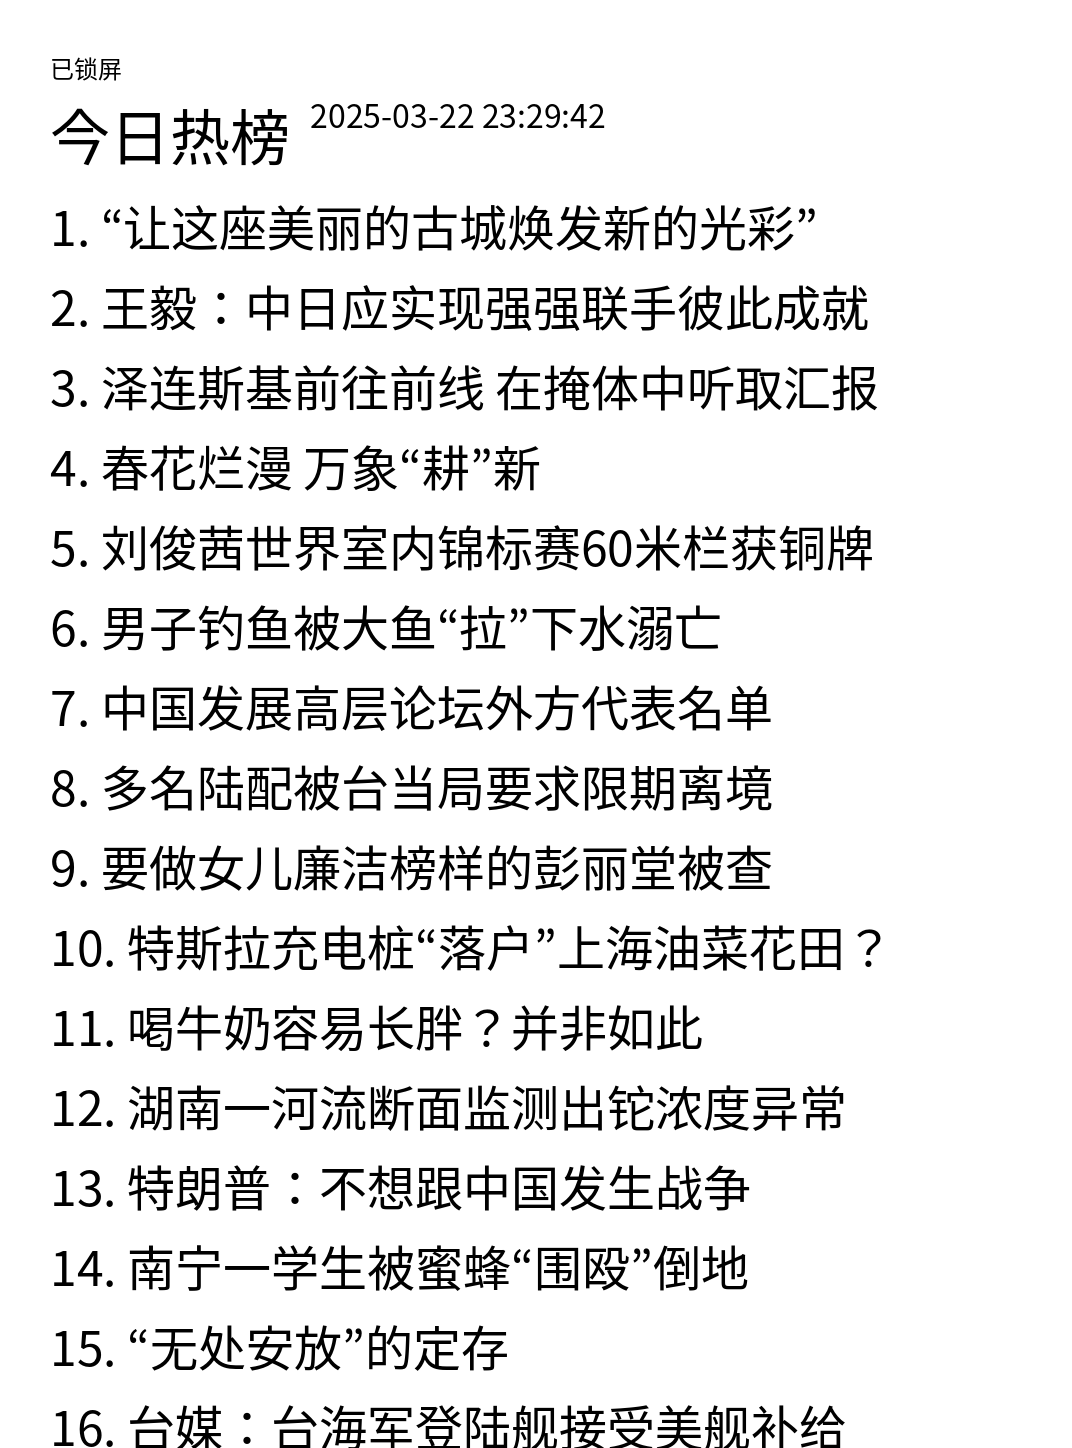 已锁屏
今日热榜 2025-03-22 23:29:42
1. “让这座美丽的古城焕发新的光彩”
2. 王毅：中日应实现强强联手彼此成就
3. 泽连斯基前往前线 在掩体中听取汇报
4. 春花烂漫 万象“耕”新
5. 刘俊茜世界室内锦标赛60米栏获铜牌
6. 男子钓鱼被大鱼“拉”下水溺亡
7. 中国发展高层论坛外方代表名单
8. 多名陆配被台当局要求限期离境
9. 要做女儿廉洁榜样的彭丽堂被查
10. 特斯拉充电桩“落户”上海油菜花田？
11. 喝牛奶容易长胖？并非如此
12. 湖南一河流断面监测出铊浓度异常
13. 特朗普：不想跟中国发生战争
14. 南宁一学生被蜜蜂“围殴”倒地
15. “无处安放”的定存
16. 台媒：台海军登陆舰接受美舰补给